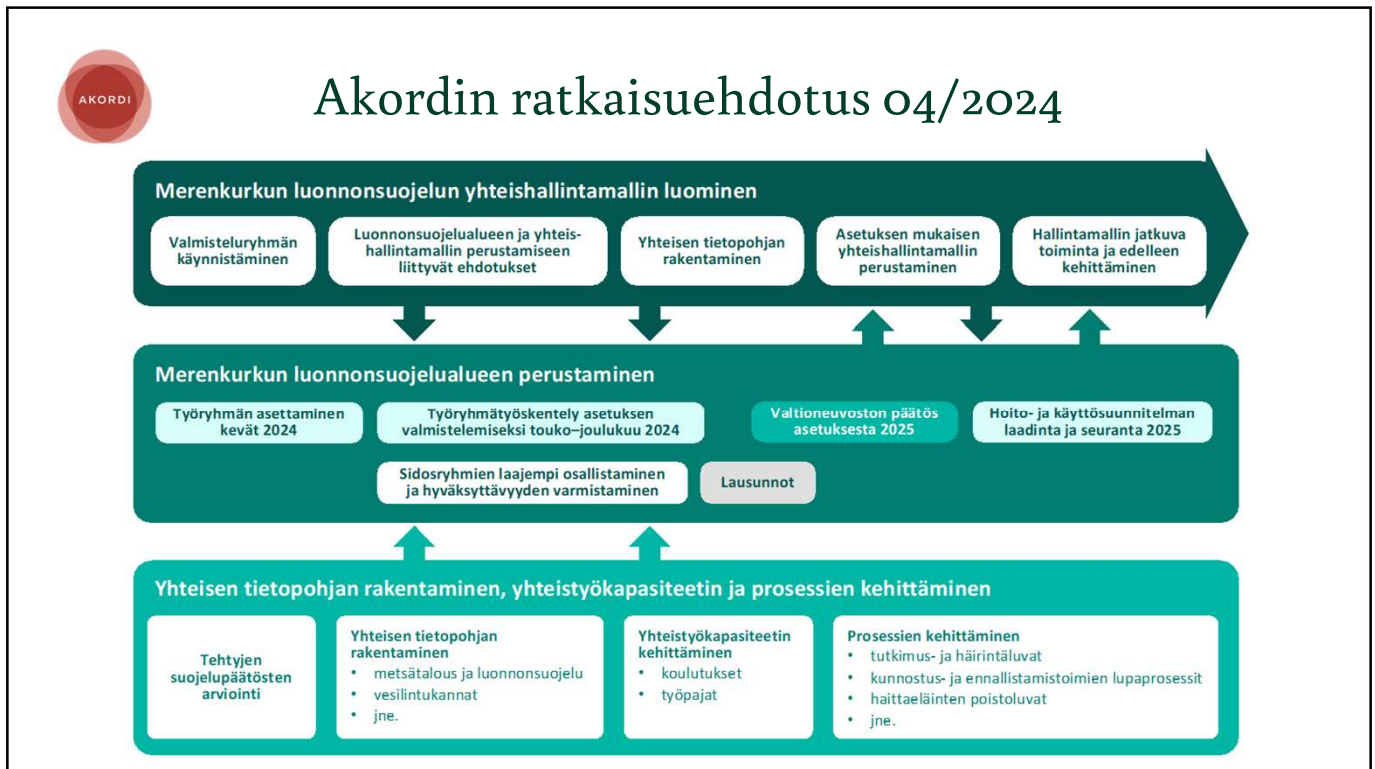 AKORDI
Akordin ratkaisuehdotus 04/2024
Merenkurkun luonnonsuojelun yhteishallintamallin luominen
Valmisteluryhmän
käynnistäminen
Luonnonsuojelualueen ja yhteis-
hallintamallin perustamiseen
liittyvät ehdotukset
Yhteisen tietopohjan
rakentaminen
Asetuksen mukaisen
yhteishallintamallin
perustaminen
Hallintamallin jatkuva
toiminta ja edelleen
kehittäminen
Merenkurkun luonnonsuojelualueen perustaminen
Työryhmän asettaminen
kevät 2024
Työryhmätyöskentely asetuksen
valmistelemiseksi touko–joulukuu 2024
Valtioneuvoston päätös
asetuksesta 2025
Hoito- ja käyttösuunnitelman
laadinta ja seuranta 2025
Sidosryhmien laajempi osallistaminen
ja hyväksyttävyyden varmistaminen
Lausunnot
Yhteisen tietopohjan rakentaminen, yhteistyökapasiteetin ja prosessien kehittäminen
Tehtyjen
suojelupäätösten
arviointi
Yhteisen tietopohjan
rakentaminen
• metsätalous ja luonnonsuojelu
• vesilintukannat
• jne.
Yhteistyökapasiteetin
kehittäminen
• koulutukset
• työpajat
Prosessien kehittäminen
• tutkimus- ja häirintäluvat
• kunnostus- ja ennallistamistoimien lupaprosessit
• haittaeläinten poistoluvat
• jne.